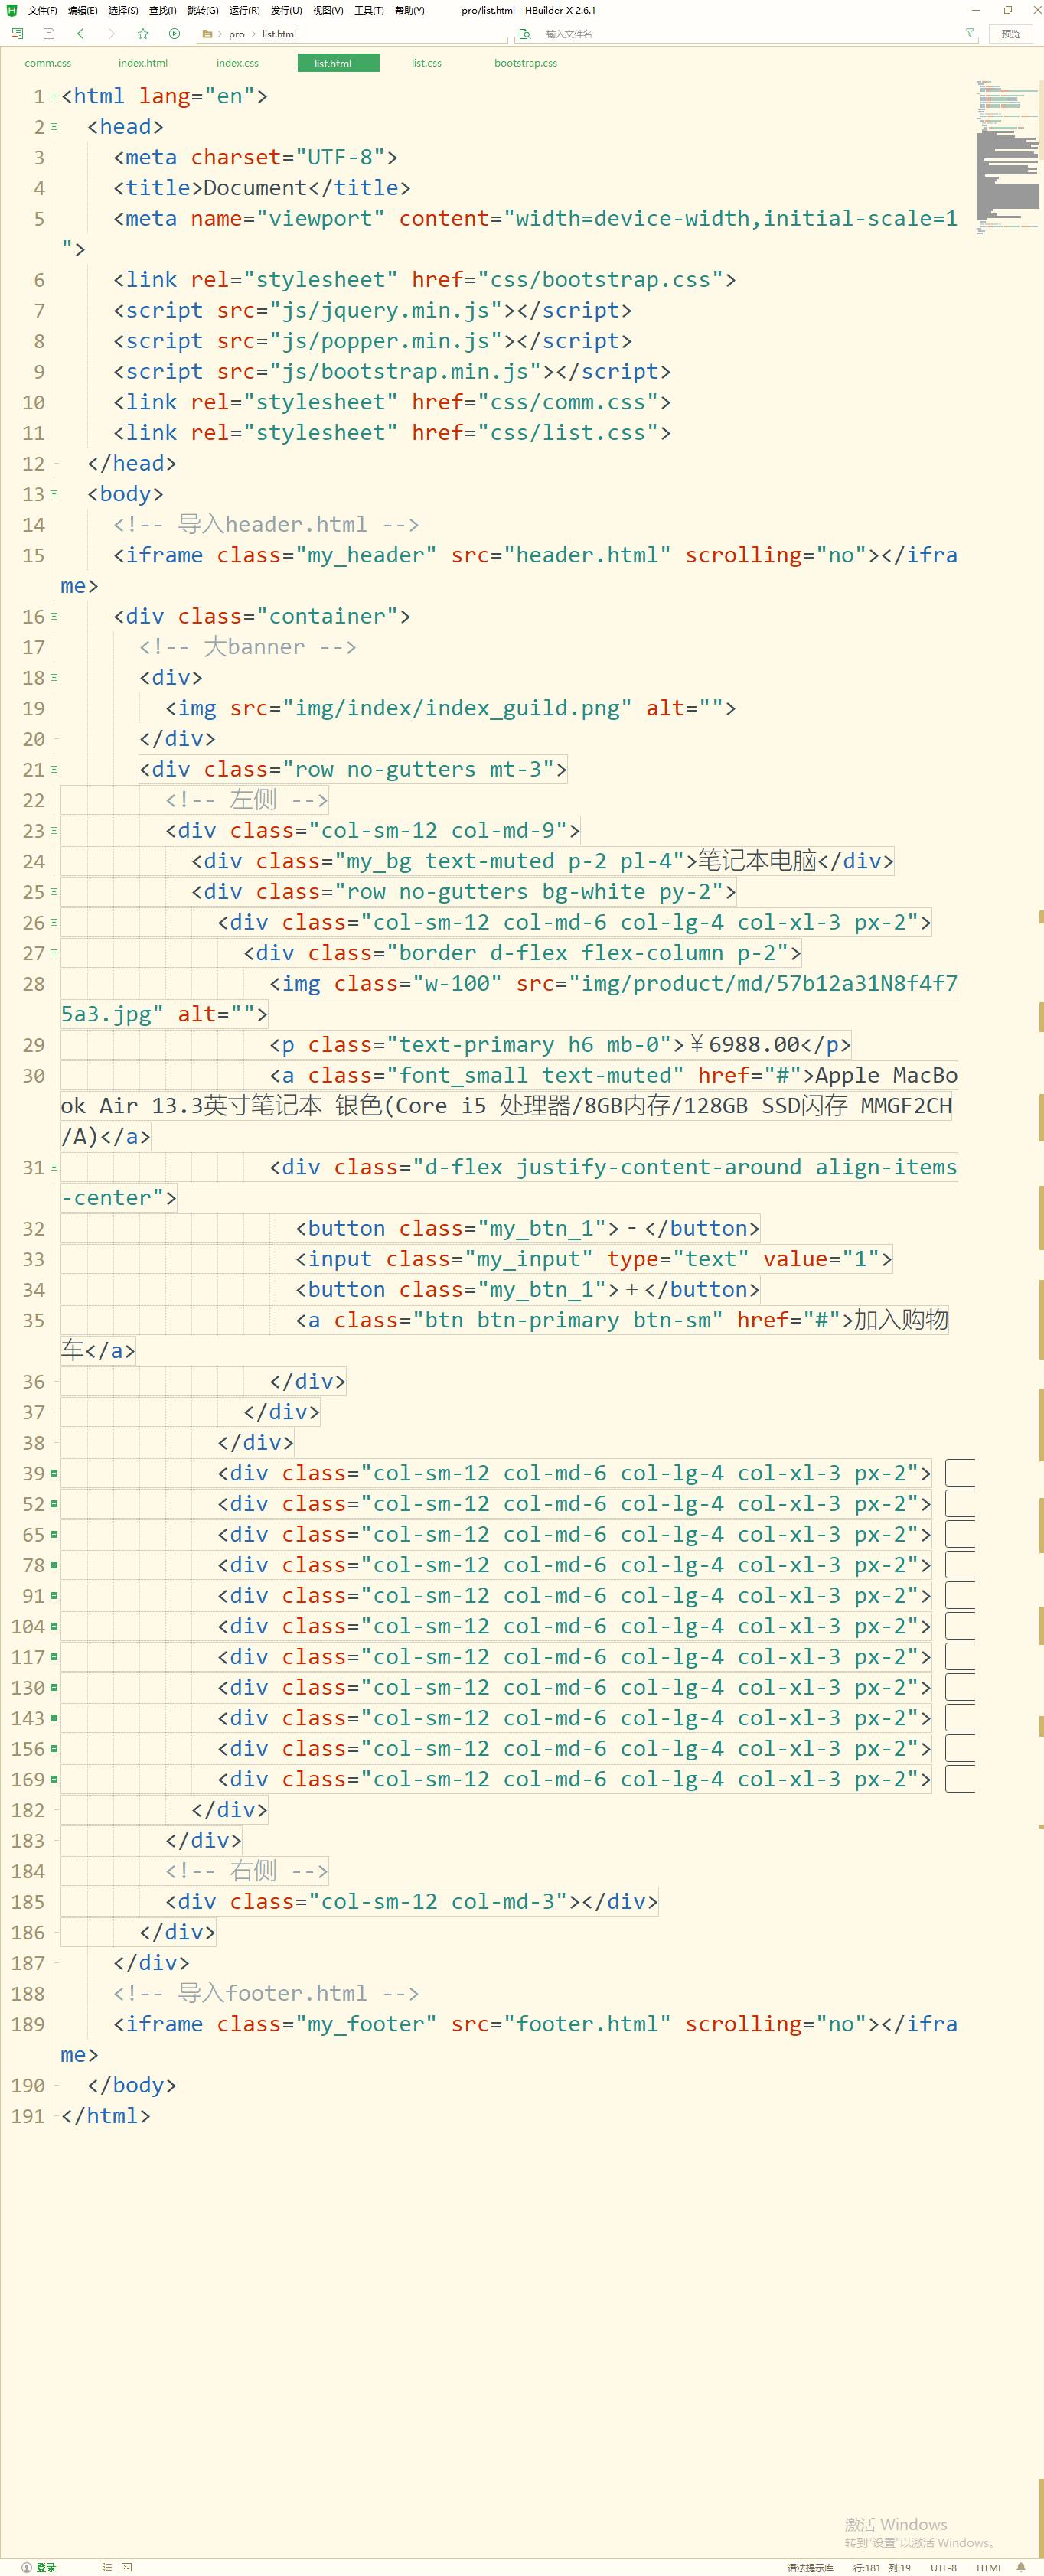 文件(F) 编辑(E) 选择(S) 查找(I) 跳转(G) 运行(R) 发行(U) 视图(V) 工具(T) 帮助(Y) pro/list.html - HBuilder X 2.6.1
pro list.html 输入文件名 预览
comm.css index.html index.css list.html list.css bootstrap.css
1 <html lang="en">
2 <head>
3 <meta charset="UTF-8">
4 <title>Document</title>
5 <meta name="viewport" content="width=device-width,initial-scale=1
">
6 <link rel="stylesheet" href="css/bootstrap.css">
7 <script src="js/jquery.min.js"></script>
8 <script src="js/popper.min.js"></script>
9 <script src="js/bootstrap.min.js"></script>
10 <link rel="stylesheet" href="css/comm.css">
11 <link rel="stylesheet" href="css/list.css">
12 </head>
13 <body>
14 <!-- 导入header.html -->
15 <iframe class="my_header" src="header.html" scrolling="no"></ifra
me>
16 <div class="container">
17 <!-- 大banner -->
18 <div>
19 <img src="img/index/index_guild.png" alt="">
20 </div>
21 <div class="row no-gutters mt-3">
22 <!-- 左侧 -->
23 <div class="col-sm-12 col-md-9">
24 <div class="my_bg text-muted p-2 pl-4">笔记本电脑</div>
25 <div class="row no-gutters bg-white py-2">
26 <div class="col-sm-12 col-md-6 col-lg-4 col-xl-3 px-2">
27 <div class="border d-flex flex-column p-2">
28 <img class="w-100" src="img/product/md/57b12a31N8f4f7
5a3.jpg" alt="">
29 <p class="text-primary h6 mb-0">￥6988.00</p>
30 <a class="font_small text-muted" href="#">Apple MacBo
ok Air 13.3英寸笔记本 银色(Core i5 处理器/8GB内存/128GB SSD闪存 MMGF2CH
/A)</a>
31 <div class="d-flex justify-content-around align-items
-center">
32 <button class="my_btn_1">-</button>
33 <input class="my_input" type="text" value="1">
34 <button class="my_btn_1">+</button>
35 <a class="btn btn-primary btn-sm" href="#">加入购物
车</a>
36 </div>
37 </div>
38 </div>
39 <div class="col-sm-12 col-md-6 col-lg-4 col-xl-3 px-2">
52 <div class="col-sm-12 col-md-6 col-lg-4 col-xl-3 px-2">
65 <div class="col-sm-12 col-md-6 col-lg-4 col-xl-3 px-2">
78 <div class="col-sm-12 col-md-6 col-lg-4 col-xl-3 px-2">
91 <div class="col-sm-12 col-md-6 col-lg-4 col-xl-3 px-2">
104 <div class="col-sm-12 col-md-6 col-lg-4 col-xl-3 px-2">
117 <div class="col-sm-12 col-md-6 col-lg-4 col-xl-3 px-2">
130 <div class="col-sm-12 col-md-6 col-lg-4 col-xl-3 px-2">
143 <div class="col-sm-12 col-md-6 col-lg-4 col-xl-3 px-2">
156 <div class="col-sm-12 col-md-6 col-lg-4 col-xl-3 px-2">
169 <div class="col-sm-12 col-md-6 col-lg-4 col-xl-3 px-2">
182 </div>
183 </div>
184 <!-- 右侧 -->
185 <div class="col-sm-12 col-md-3"></div>
186 </div>
187 </div>
188 <!-- 导入footer.html -->
189 <iframe class="my_footer" src="footer.html" scrolling="no"></ifra
me>
190 </body>
191 </html>
激活 Windows
转到"设置"以激活 Windows。
登录 语法提示库 行:181 列:19 UTF-8 HTML